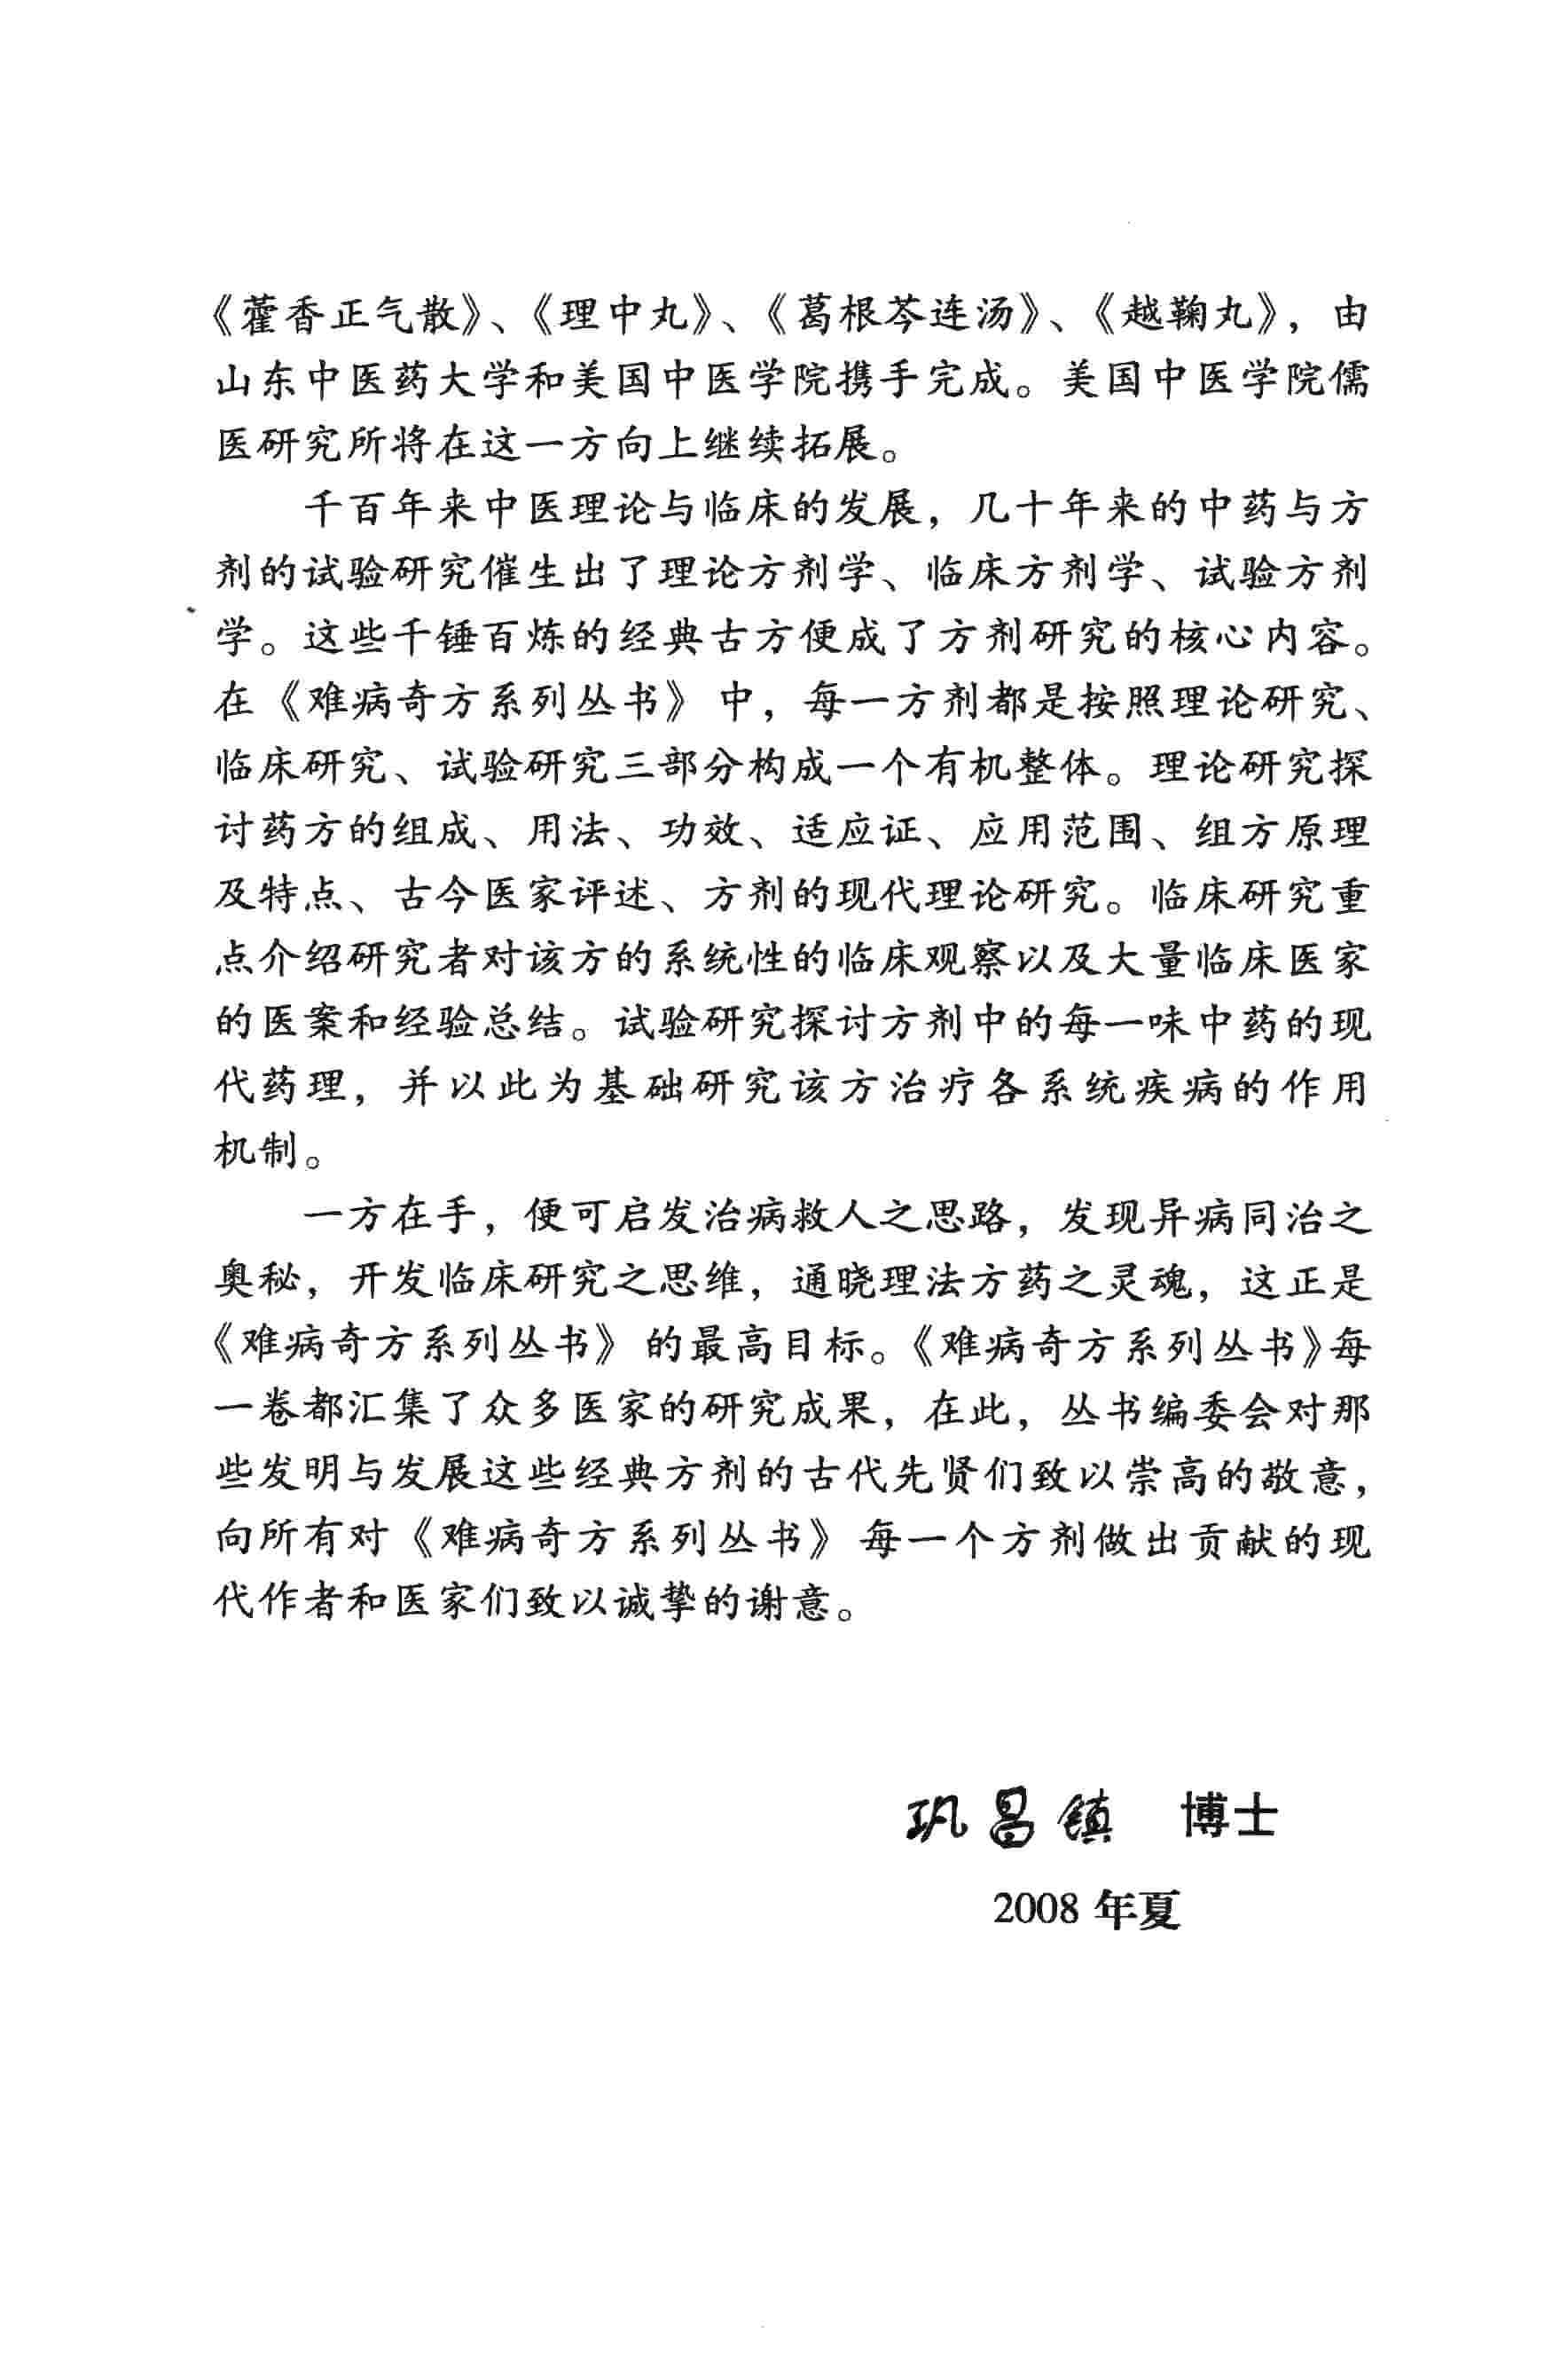 《藿香正气散》、《理中丸》、《葛根芩连汤》、《越鞠丸》，由
山东中医药大学和美国中医学院携手完成。美国中医学院儒
医研究所将在这一方向上继续拓展。
千百年来中医理论与临床的发展，几十年来的中药与方
剂的试验研究催生出了理论方剂学、临床方剂学、试验方剂
学。这些千锤百炼的经典古方便成了方剂研究的核心内容。
在《难病奇方系列丛书》中，每一方剂都是按照理论研究、
临床研究、试验研究三部分构成一个有机整体。理论研究探
讨药方的组成、用法、功效、适应证、应用范围、组方原理
及特点、古今医家评述、方剂的现代理论研究。临床研究重
点介绍研究者对该方的系统性的临床观察以及大量临床医家
的医案和经验总结。试验研究探讨方剂中的每一味中药的现
代药理，并以此为基础研究该方治疗各系统疾病的作用
机制。
一方在手，便可启发治病救人之思路，发现异病同治之
奥秘，开发临床研究之思维，通晓理法方药之灵魂，这正是
《难病奇方系列丛书》的最高目标。《难病奇方系列丛书》每
一卷都汇集了众多医家的研究成果，在此，丛书编委会对那
些发明与发展这些经典方剂的古代先贤们致以崇高的敬意，
向所有对《难病奇方系列丛书》每一个方剂做出贡献的现
代作者和医家们致以诚挚的谢意。
巩昌镇 博士
2008 年夏